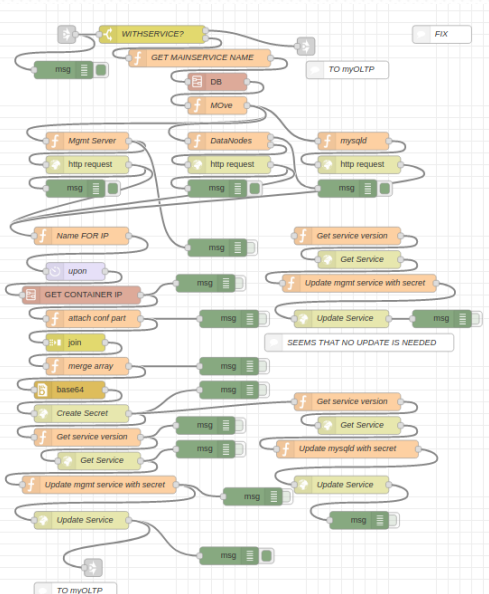 WITHSERVICE?
FIX
GET MAINSERVICE NAME
msg
TO myOLTP
DB
MOve
Mgmt Server
DataNodes
mysqld
http request
http request
http request
msg
msg
msg
Name FOR IP
Get service version
msg
Get Service
upon
msg
Update mgmt service with secret
GET CONTAINER IP
attach conf part
msg
Update Service
msg
join
SEEMS THAT NO UPDATE IS NEEDED
merge array
msg
base64
msg
Get service version
Create Secret
msg
Get Service
Get service version
msg
Update mysqld with secret
Get Service
Update mgmt service with secret
Update Service
msg
Update Service
msg
msg
TO myOLTP